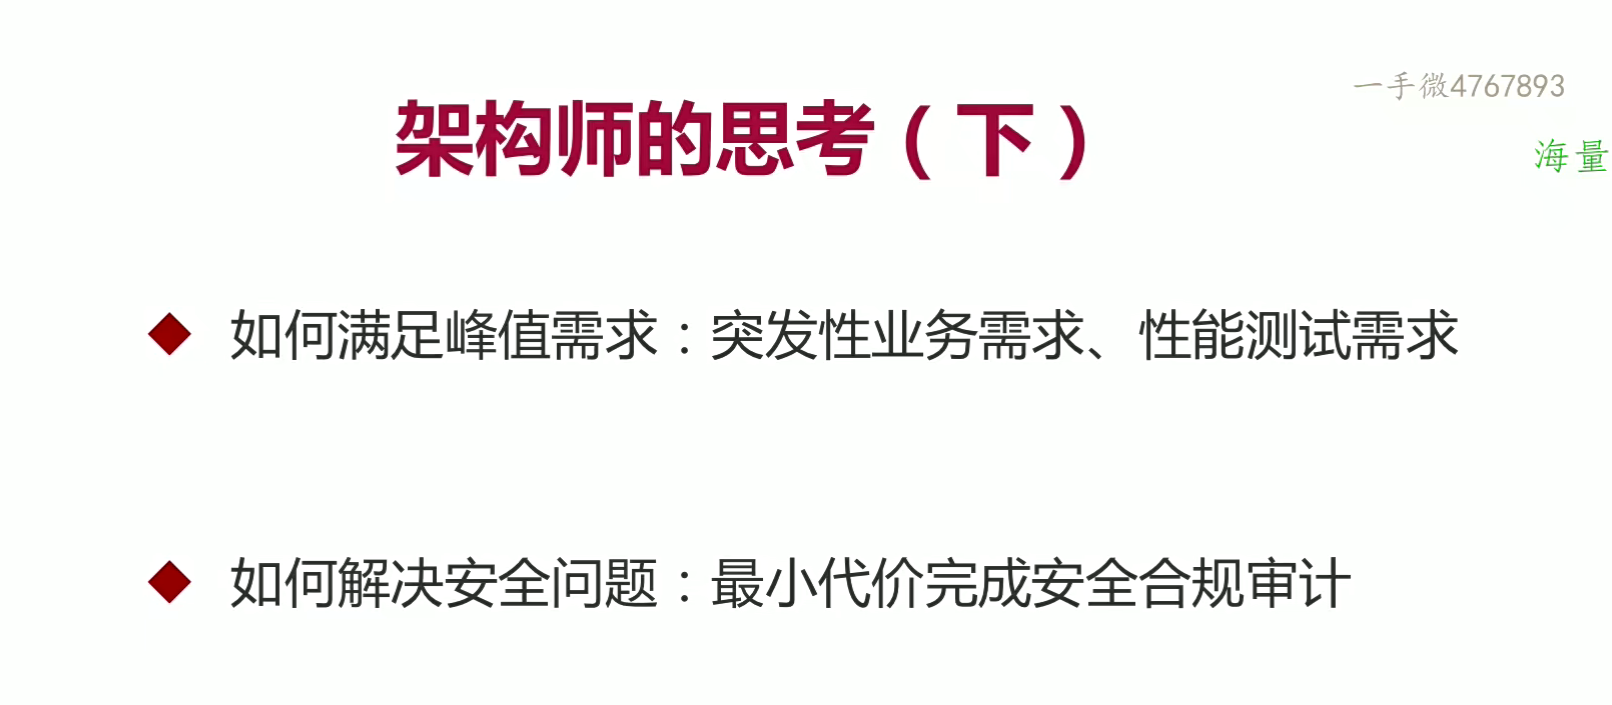 一手微4767893
架构师的思考（下）
海量
如何满足峰值需求：突发性业务需求、性能测试需求
如何解决安全问题：最小代价完成安全合规审计